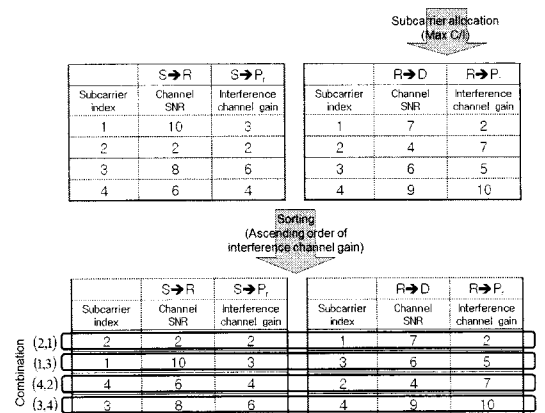 Subcarrier allocation
(Max C/I)
S➔R S➔Pᵣ R➔D R➔P.
Subcarrier index Channel SNR Interference channel gain Subcarrier index Channel SNR Interference channel gain
1 10 3 1 7 2
2 2 2 2 4 7
3 8 6 3 6 5
4 6 4 4 9 10
Sorting
(Ascending order of
interference channel gain)
S➔R S➔Pᵣ R➔D R➔Pᵣ
Subcarrier index Channel SNR Interference channel gain Subcarrier index Channel SNR Interference channel gain
Combination
(2,1) 2 2 2 1 7 2
(1,3) 1 10 3 3 6 5
(4,2) 4 6 4 2 4 7
(3,4) 3 8 6 4 9 10